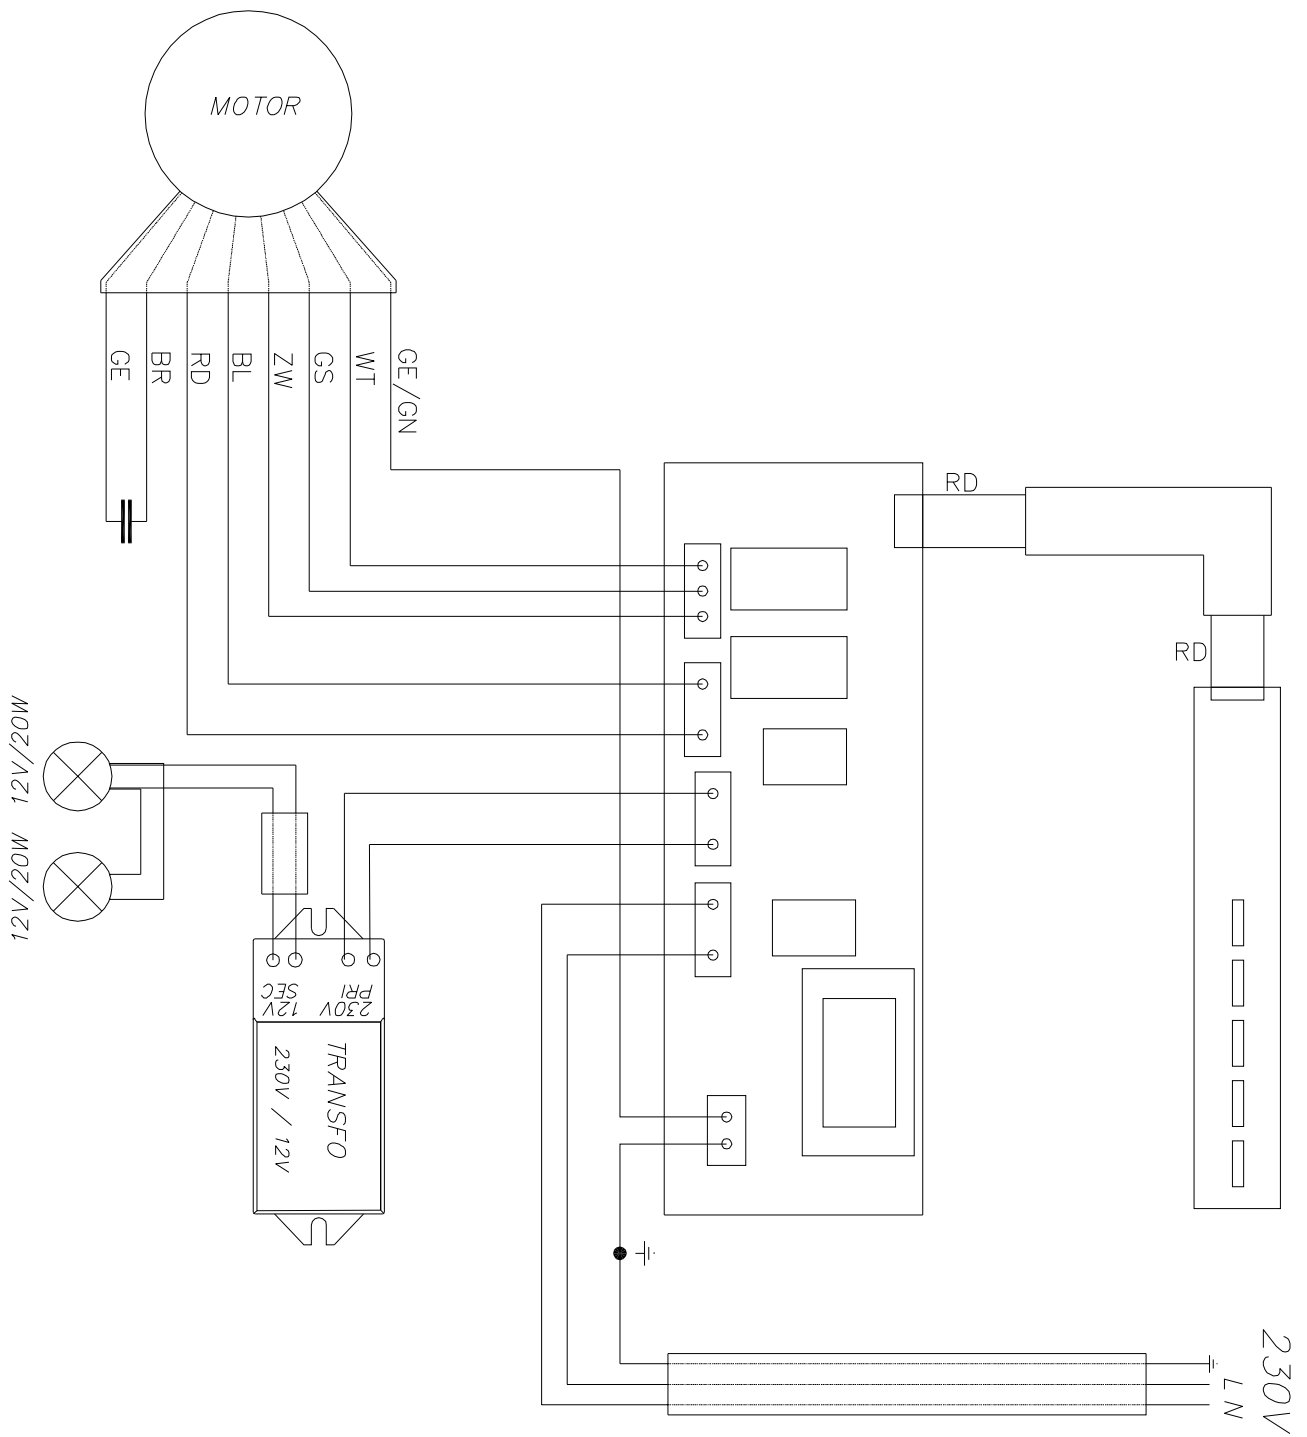 MOTOR
GE
BR
RD
BL
ZW
GS
WT
GE/GN
RD
RD
12V/20W
12V/20W
SEC
12V
PRI
230V
TRANSFO
230V / 12V
230V
L N